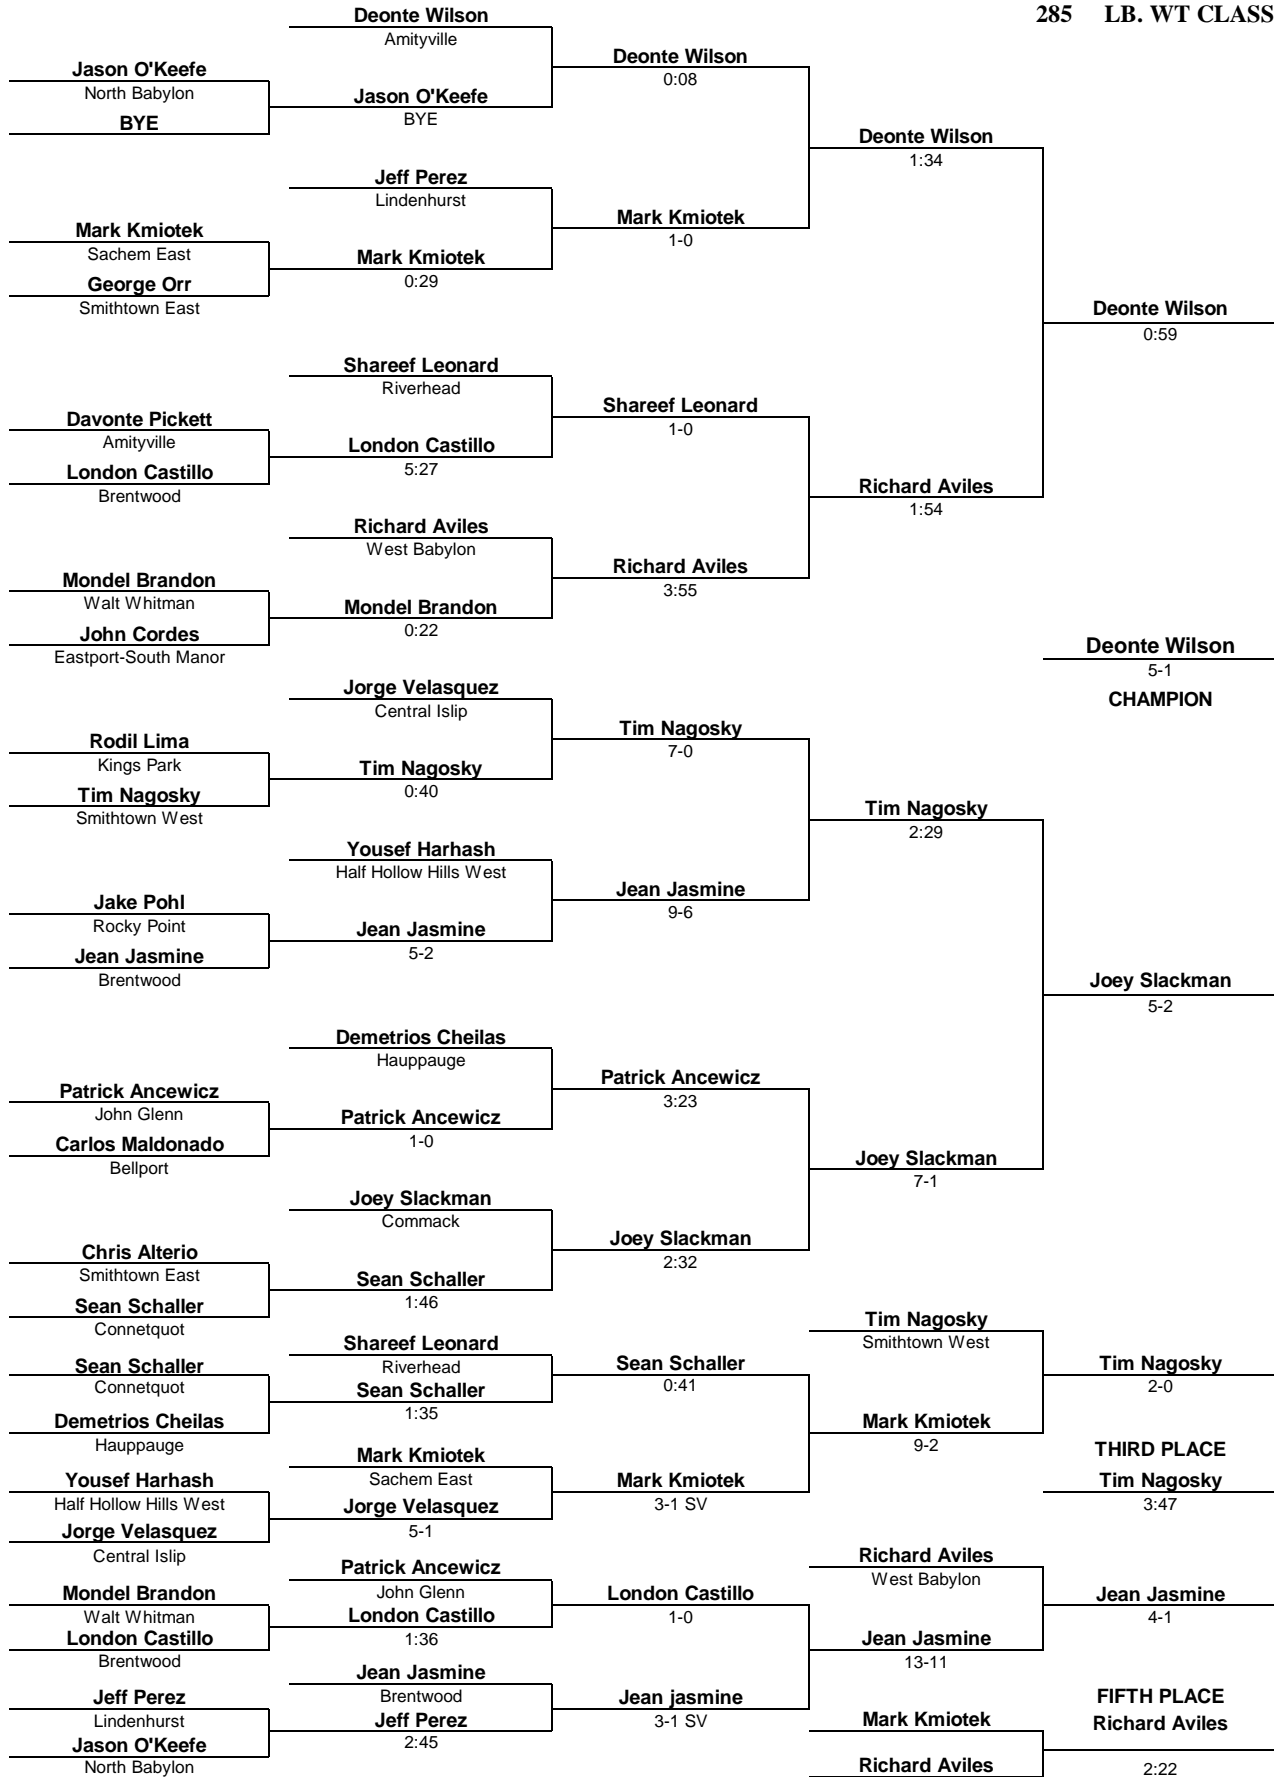 285 LB. WT CLASS
Deonte Wilson
Amityville
Deonte Wilson
0:08
Jason O'Keefe
North Babylon
Jason O'Keefe
BYE
BYE
Deonte Wilson
1:34
Jeff Perez
Lindenhurst
Mark Kmiotek
1-0
Mark Kmiotek
Sachem East
Mark Kmiotek
0:29
George Orr
Smithtown East
Deonte Wilson
0:59
Shareef Leonard
Riverhead
Shareef Leonard
1-0
Davonte Pickett
Amityville
London Castillo
5:27
London Castillo
Brentwood
Richard Aviles
1:54
Richard Aviles
West Babylon
Richard Aviles
3:55
Mondel Brandon
Walt Whitman
Mondel Brandon
0:22
John Cordes
Eastport-South Manor
Deonte Wilson
5-1
CHAMPION
Jorge Velasquez
Central Islip
Tim Nagosky
7-0
Rodil Lima
Kings Park
Tim Nagosky
0:40
Tim Nagosky
Smithtown West
Tim Nagosky
2:29
Yousef Harhash
Half Hollow Hills West
Jean Jasmine
9-6
Jake Pohl
Rocky Point
Jean Jasmine
5-2
Jean Jasmine
Brentwood
Joey Slackman
5-2
Demetrios Cheilas
Hauppauge
Patrick Ancewicz
3:23
Patrick Ancewicz
John Glenn
Patrick Ancewicz
1-0
Carlos Maldonado
Bellport
Joey Slackman
7-1
Joey Slackman
Commack
Joey Slackman
2:32
Chris Alterio
Smithtown East
Sean Schaller
1:46
Sean Schaller
Connetquot
Tim Nagosky
Smithtown West
Shareef Leonard
Riverhead
Sean Schaller
0:41
Tim Nagosky
2-0
Sean Schaller
Connetquot
Sean Schaller
1:35
Demetrios Cheilas
Hauppauge
Mark Kmiotek
9-2
THIRD PLACE
Tim Nagosky
3:47
Mark Kmiotek
Sachem East
Mark Kmiotek
3-1 SV
Yousef Harhash
Half Hollow Hills West
Jorge Velasquez
5-1
Jorge Velasquez
Central Islip
Richard Aviles
West Babylon
Patrick Ancewicz
John Glenn
London Castillo
1-0
Jean Jasmine
4-1
Mondel Brandon
Walt Whitman
London Castillo
1:36
London Castillo
Brentwood
Jean Jasmine
13-11
Jean Jasmine
Brentwood
Jean jasmine
3-1 SV
FIFTH PLACE
Richard Aviles
2:22
Jeff Perez
Lindenhurst
Jeff Perez
2:45
Mark Kmiotek
Jason O'Keefe
North Babylon
Richard Aviles